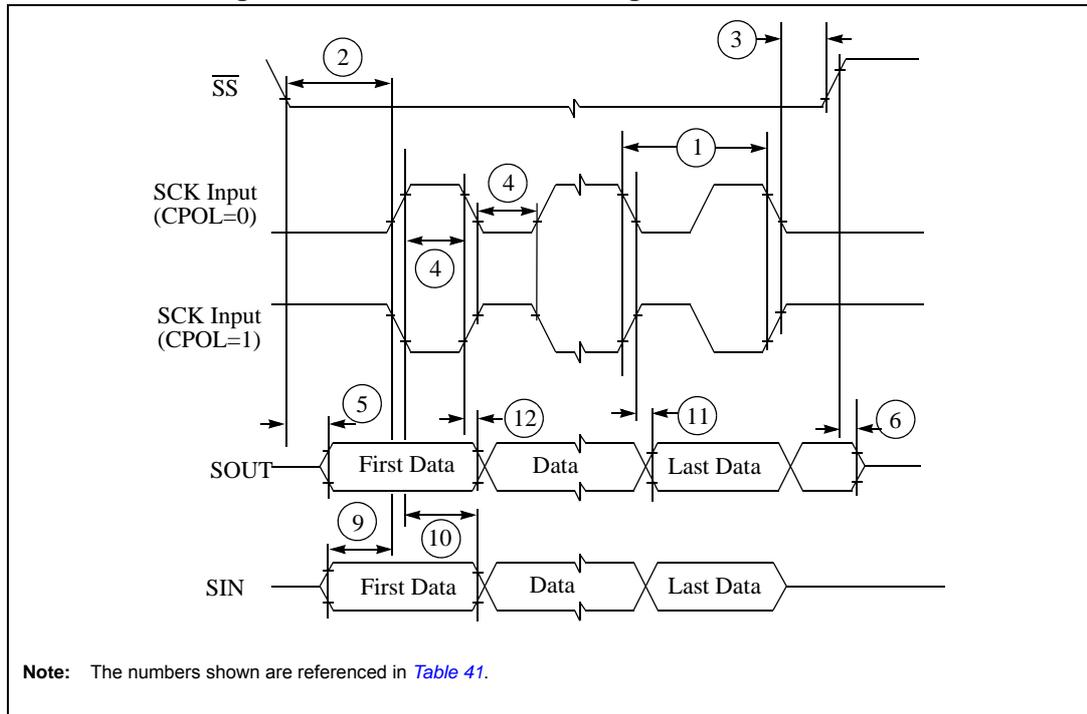 3
2
SS
1
SCK Input
(CPOL=0)
4
4
SCK Input
(CPOL=1)
5
12
11
6
SOUT
First Data
Data
Last Data
9
10
SIN
First Data
Data
Last Data
Note: The numbers shown are referenced in Table 41.